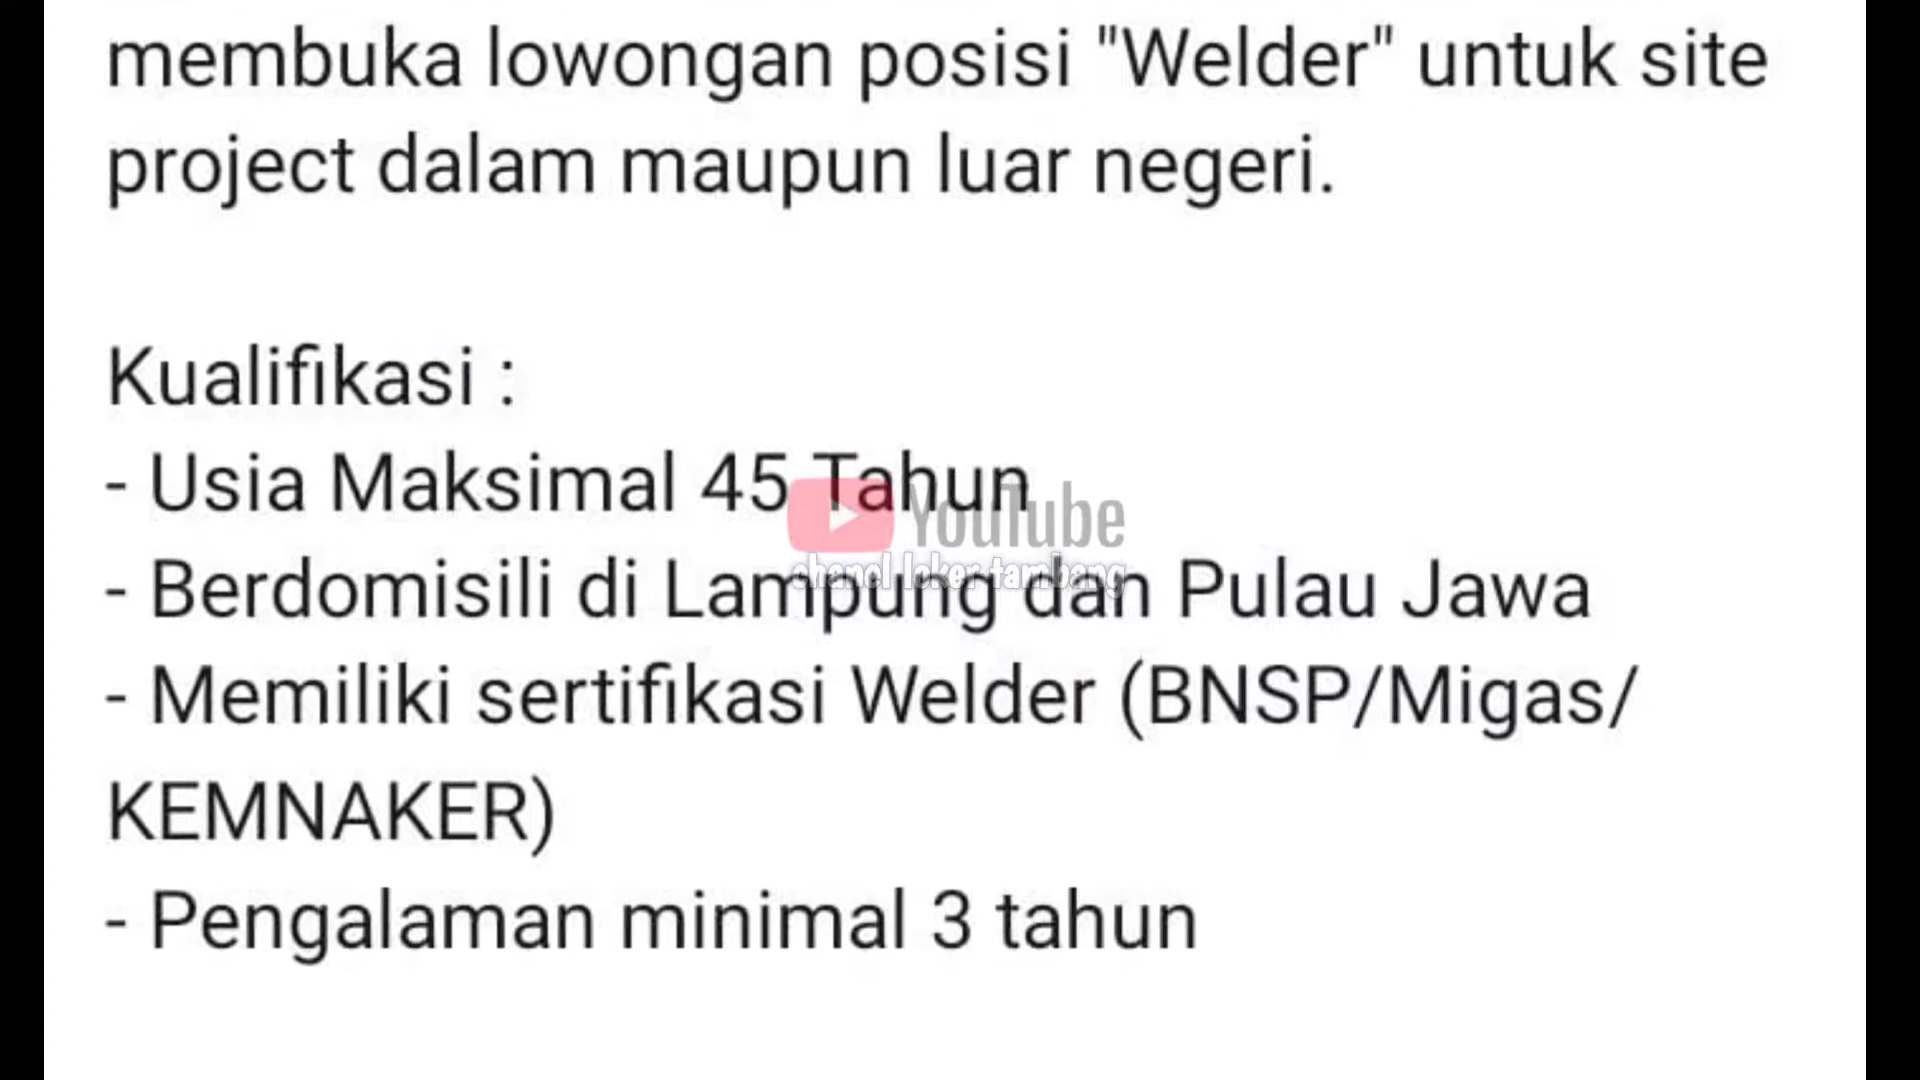 membuka lowongan posisi "Welder" untuk site
project dalam maupun luar negeri.
Kualifikasi :
- Usia Maksimal 45 Tahun
YouTube
chanel loker tambang
- Berdomisili di Lampung dan Pulau Jawa
- Memiliki sertifikasi Welder (BNSP/Migas/
KEMNAKER)
- Pengalaman minimal 3 tahun